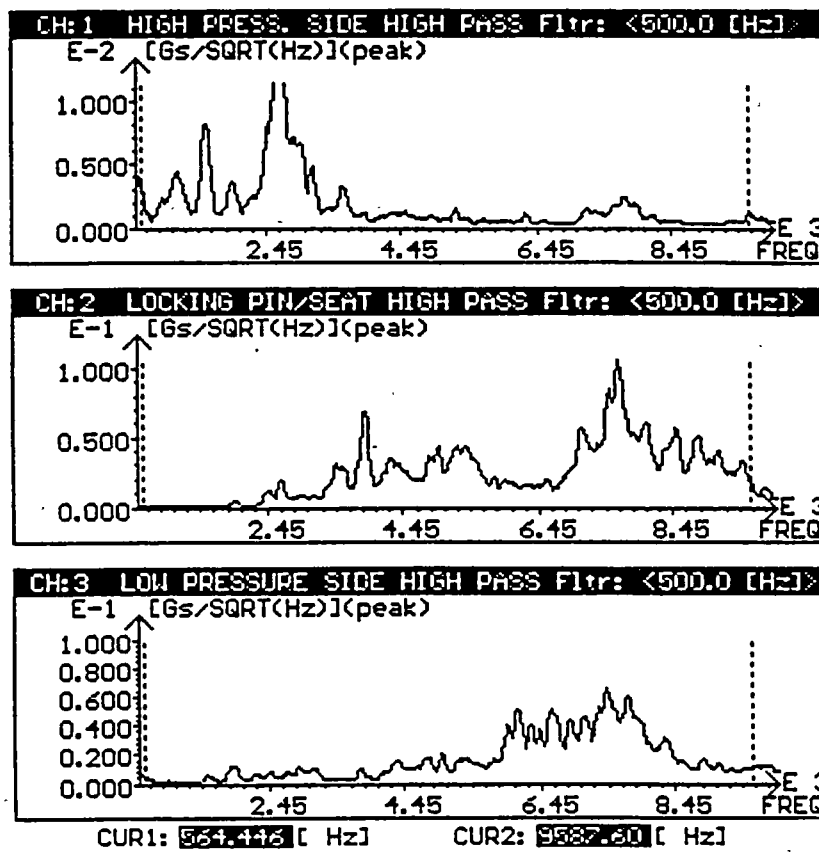 CH:1 HIGH PRESS. SIDE HIGH PASS Fltr: <500.0 [Hz]>
E-2 [Gs/SQRT(Hz)](peak)
1.000
0.500
0.000
2.45 4.45 6.45 8.45 E 3
FREQ
CH:2 LOCKING PIN/SEAT HIGH PASS Fltr: <500.0 [Hz]>
E-1 [Gs/SQRT(Hz)](peak)
1.000
0.500
0.000
2.45 4.45 6.45 8.45 E 3
FREQ
CH:3 LOW PRESSURE SIDE HIGH PASS Fltr: <500.0 [Hz]>
E-1 [Gs/SQRT(Hz)](peak)
1.000
0.800
0.600
0.400
0.200
0.000
2.45 4.45 6.45 8.45 E 3
FREQ
CUR1: 564.446 [ Hz] CUR2: 9587.60 [ Hz]